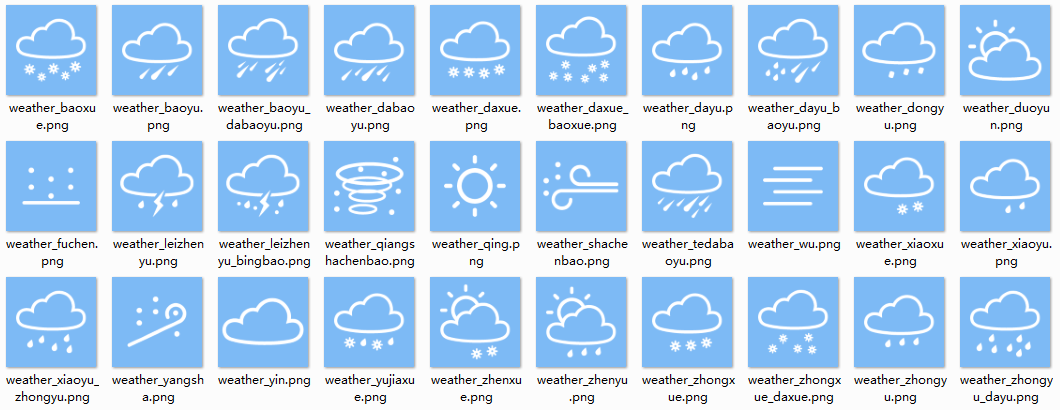 weather_baoxu
e.png
weather_baoyu.
png
weather_baoyu_
dabaoyu.png
weather_dabao
yu.png
weather_daxue.
png
weather_daxue_
baoxue.png
weather_dayu.p
ng
weather_dayu_b
aoyu.png
weather_dongy
u.png
weather_duoyu
n.png
weather_fuchen.
png
weather_leizhen
yu.png
weather_leizhen
yu_bingbao.png
weather_qiangs
hachenbao.png
weather_qing.p
ng
weather_shache
nbao.png
weather_tedaba
oyu.png
weather_wu.png
weather_xiaoxu
e.png
weather_xiaoyu.
png
weather_xiaoyu_
zhongyu.png
weather_yangsh
a.png
weather_yin.png
weather_yujiaxu
e.png
weather_zhenxu
e.png
weather_zhenyu
.png
weather_zhongx
ue.png
weather_zhongx
ue_daxue.png
weather_zhongy
u.png
weather_zhongy
u_dayu.png